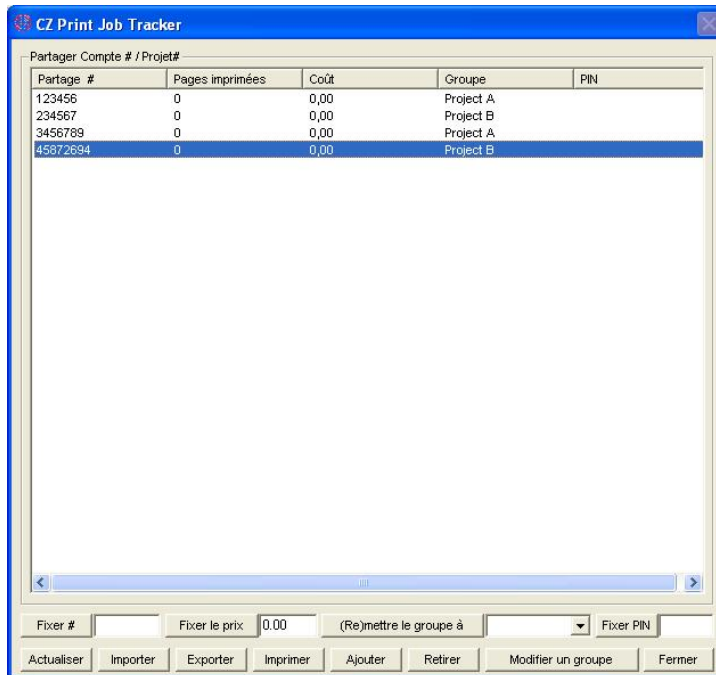 CZ Print Job Tracker
Partager Compte # / Projet#
Partage # Pages imprimées Coût Groupe PIN
123456 0 0,00 Project A
234567 0 0,00 Project B
3456789 0 0,00 Project A
45872694 0 0,00 Project B
Fixer # Fixer le prix 0.00 (Re)mettre le groupe à Fixer PIN
Actualiser Importer Exporter Imprimer Ajouter Retirer Modifier un groupe Fermer